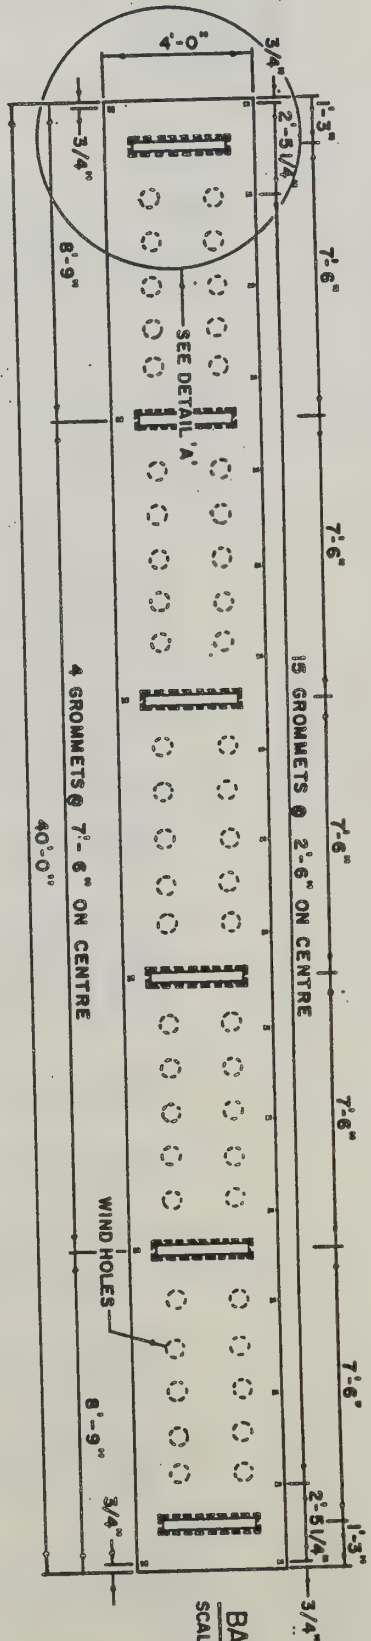 4'-0"
3/4"
1'-3"
2'-5 1/4"
3/4"
8'-9"
7'-6"
SEE DETAIL 'A'
7'-6"
15 GROMMETS @ 2'-6" ON CENTRE
4 GROMMETS @ 7'-6" ON CENTRE
40'-0"
7'-6"
7'-6"
WIND HOLES
7'-6"
8'-9"
2'-5 1/4"
1'-3"
3/4"
3/4"
BA
SCAL